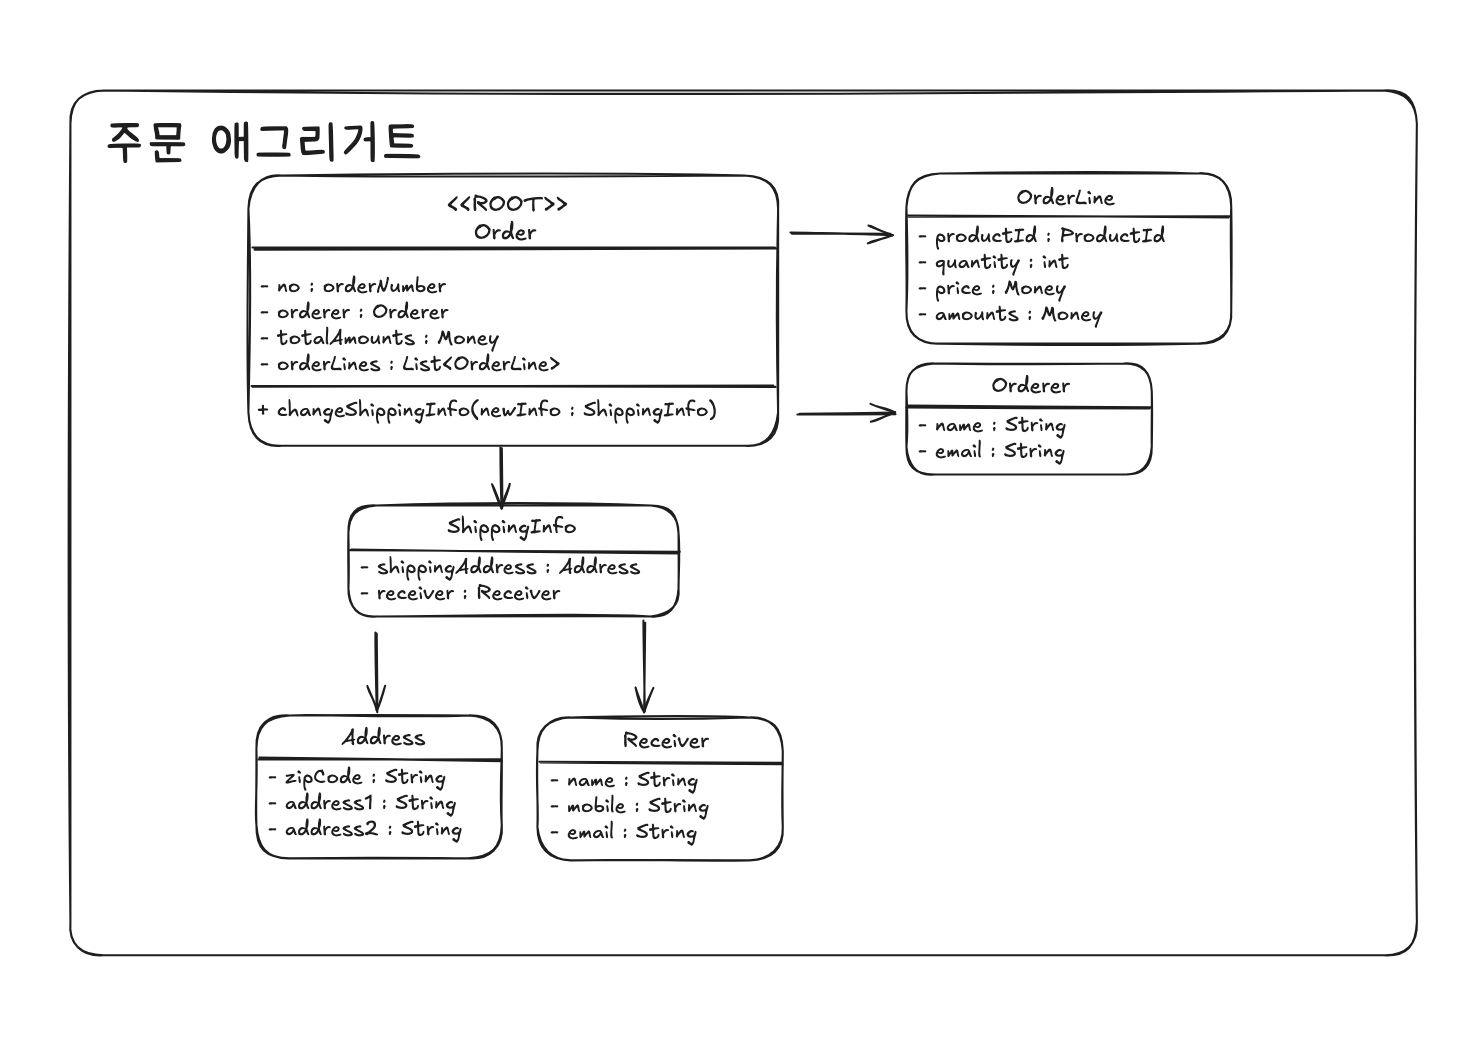 주문 애그리거트
<<ROOT>>
Order
- no : orderNumber
- orderer : Orderer
- totalAmounts : Money
- orderLines : List<OrderLine>
+ changeShippingInfo(newInfo : ShippingInfo)
OrderLine
- productId : ProductId
- quantity : int
- price : Money
- amounts : Money
Orderer
- name : String
- email : String
ShippingInfo
- shippingAddress : Address
- receiver : Receiver
Address
- zipCode : String
- address1 : String
- address2 : String
Receiver
- name : String
- mobile : String
- email : String